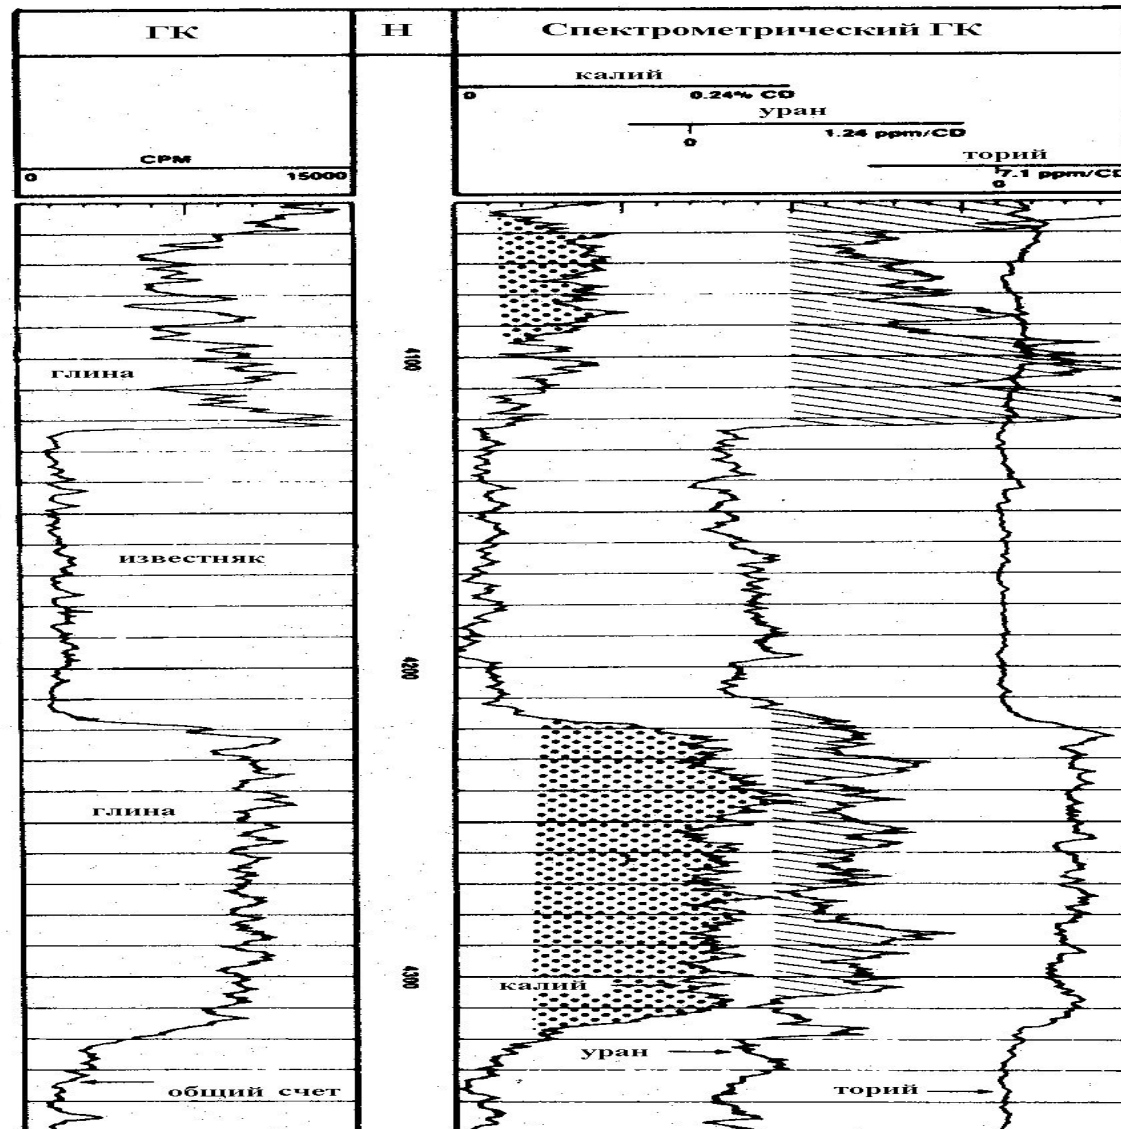 ГК Н Спектрометрический ГК
калий
0 0.24% CD
уран
0 1.24 ppm/CD
торий
CPM
0 15000
7.1 ppm/CD
0
4100
глина
известняк
4200
глина
4300
калий
уран
общий счет
торий